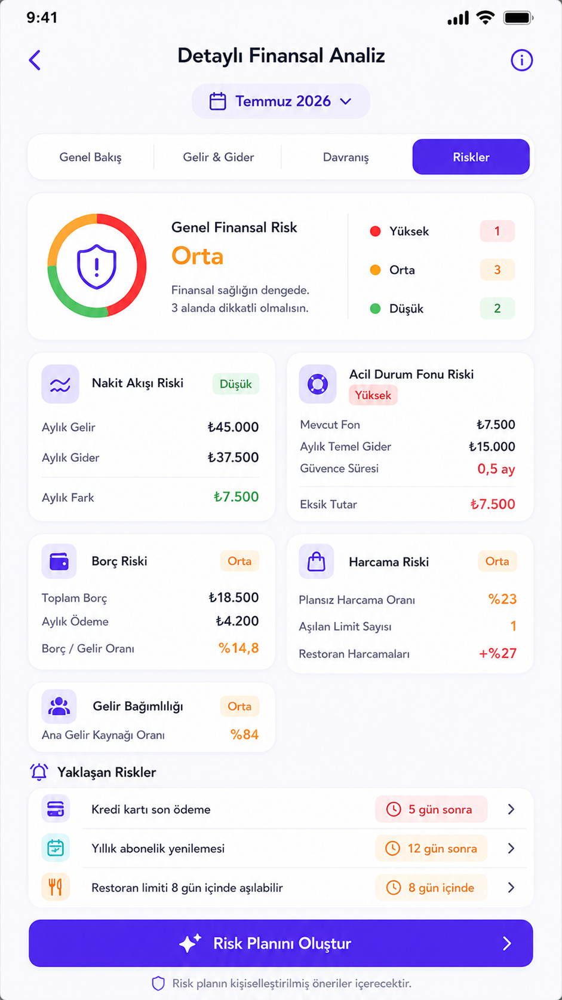 9:41
Detaylı Finansal Analiz
Temmuz 2026
Genel Bakış
Gelir & Gider
Davranış
Riskler
Genel Finansal Risk
Orta
Finansal sağlığın dengede.
3 alanda dikkatli olmalısın.
Yüksek 1
Orta 3
Düşük 2
Nakit Akışı Riski
Düşük
Aylık Gelir ₺45.000
Aylık Gider ₺37.500
Aylık Fark ₺7.500
Acil Durum Fonu Riski
Yüksek
Mevcut Fon ₺7.500
Aylık Temel Gider ₺15.000
Güvence Süresi 0,5 ay
Eksik Tutar ₺7.500
Borç Riski
Orta
Toplam Borç ₺18.500
Aylık Ödeme ₺4.200
Borç / Gelir Oranı %14,8
Harcama Riski
Orta
Plansız Harcama Oranı %23
Aşılan Limit Sayısı 1
Restoran Harcamaları +%27
Gelir Bağımlılığı
Orta
Ana Gelir Kaynağı Oranı %84
Yaklaşan Riskler
Kredi kartı son ödeme 5 gün sonra
Yıllık abonelik yenilemesi 12 gün sonra
Restoran limiti 8 gün içinde aşılabilir 8 gün içinde
Risk Planını Oluştur
Risk planın kişiselleştirilmiş öneriler içerecektir.